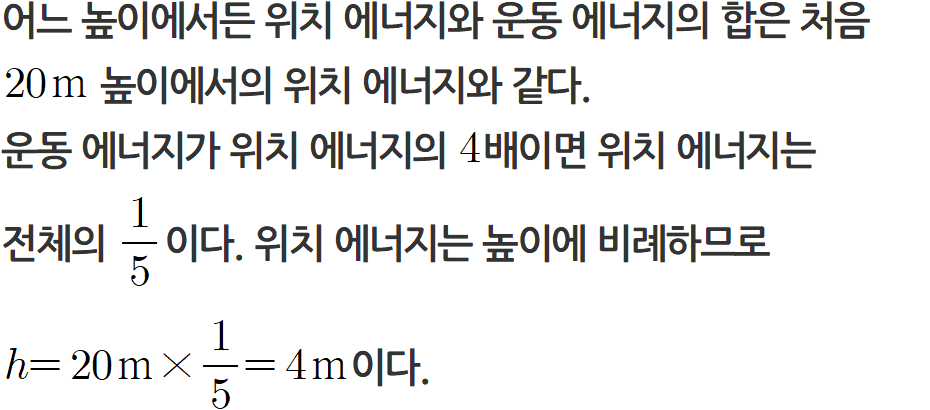 어느 높이에서든 위치 에너지와 운동 에너지의 합은 처음
20m 높이에서의 위치 에너지와 같다.
운동 에너지가 위치 에너지의 4배이면 위치 에너지는
전체의 1/5이다. 위치 에너지는 높이에 비례하므로
h=20m×1/5=4m이다.